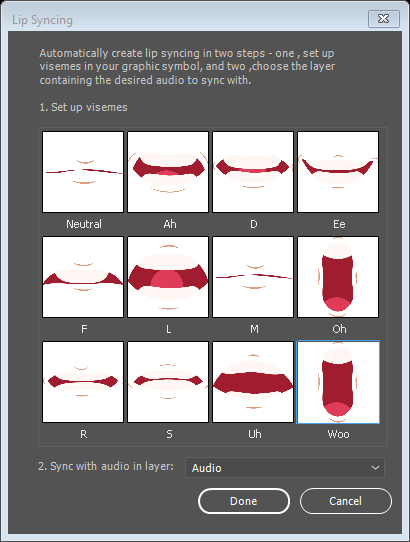 Lip Syncing
Automatically create lip syncing in two steps - one , set up
visemes in your graphic symbol, and two ,choose the layer
containing the desired audio to sync with.
1. Set up visemes
Neutral Ah D Ee
F L M Oh
R S Uh Woo
2. Sync with audio in layer: Audio
Done Cancel